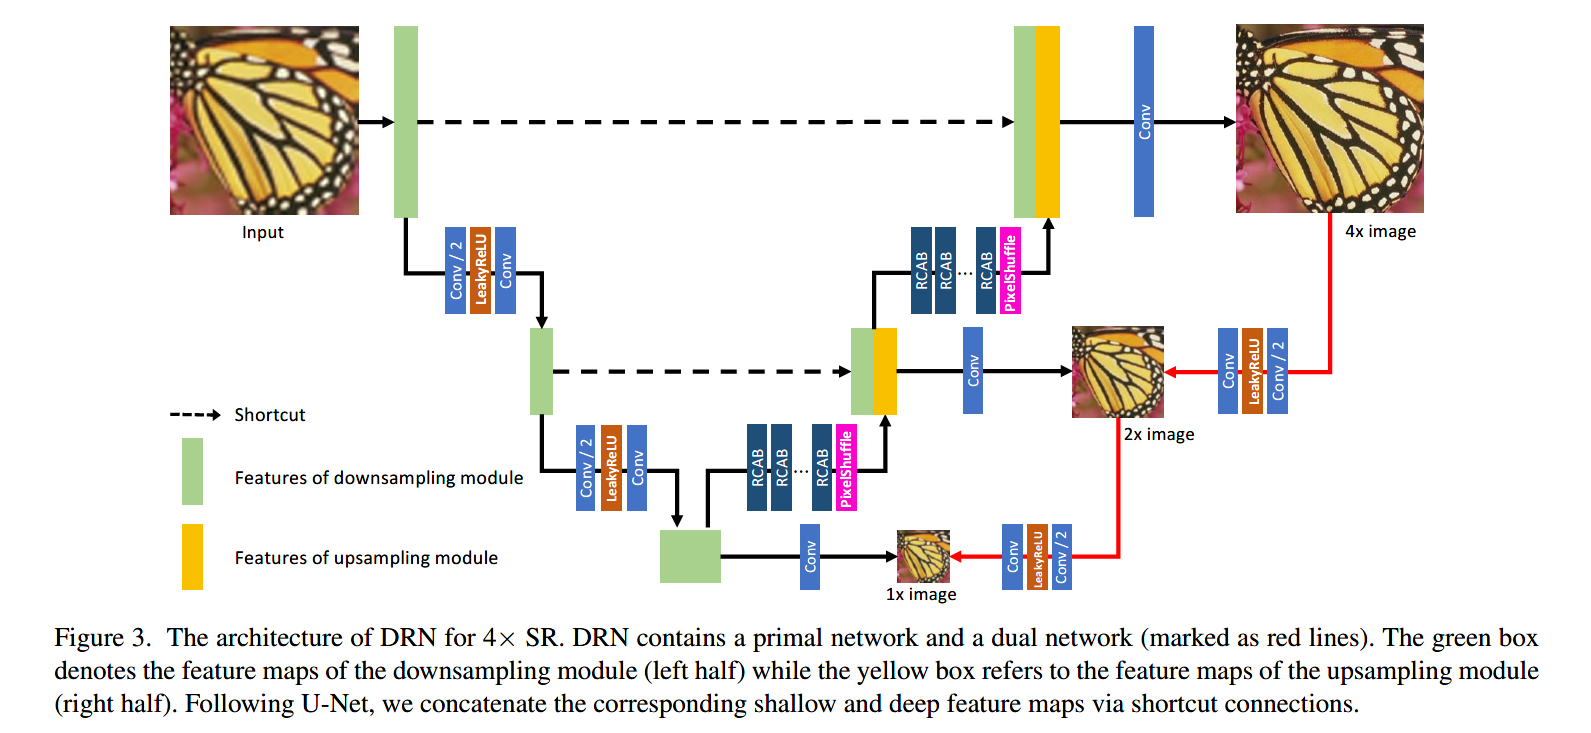 Input
Conv
4x image
Conv / 2
LeakyReLU
Conv
RCAB
RCAB
...
RCAB
PixelShuffle
Conv
2x image
Conv
LeakyReLU
Conv / 2
Shortcut
Features of downsampling module
Features of upsampling module
Conv / 2
LeakyReLU
Conv
RCAB
RCAB
...
RCAB
PixelShuffle
Conv
1x image
Conv
LeakyReLU
Conv / 2
Figure 3. The architecture of DRN for 4× SR. DRN contains a primal network and a dual network (marked as red lines). The green box
denotes the feature maps of the downsampling module (left half) while the yellow box refers to the feature maps of the upsampling module
(right half). Following U-Net, we concatenate the corresponding shallow and deep feature maps via shortcut connections.